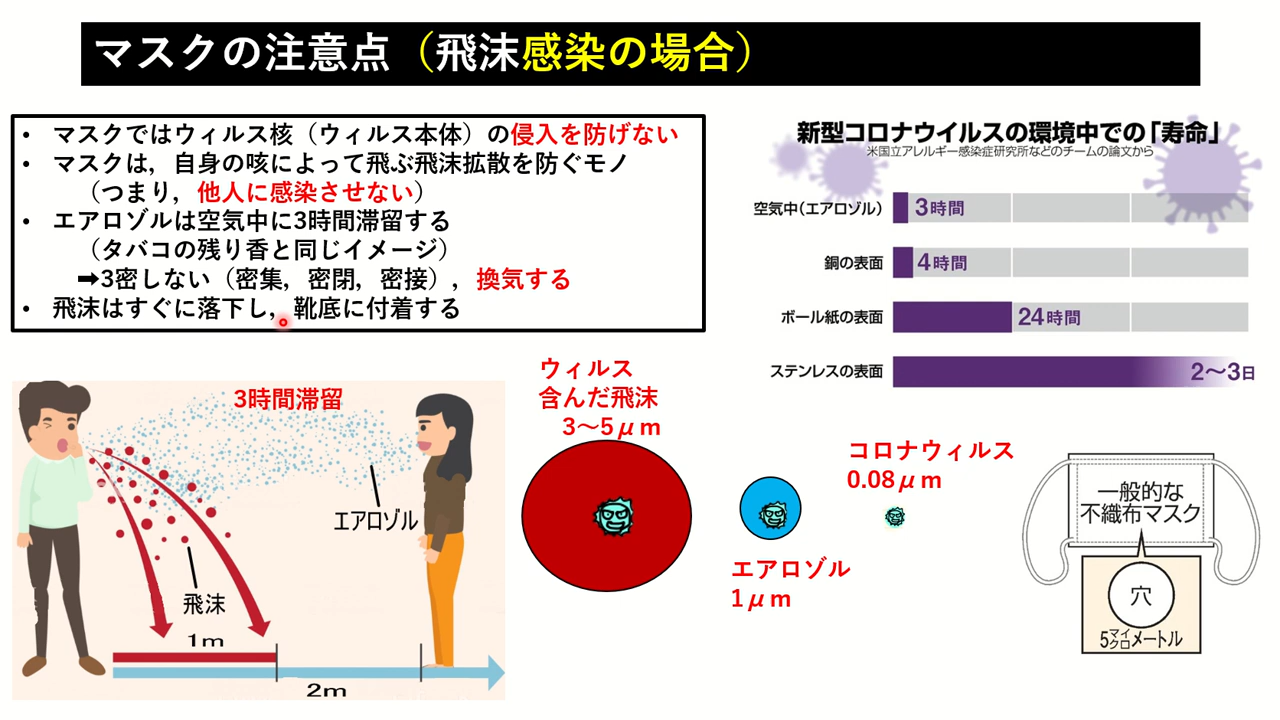 マスクの注意点（飛沫感染の場合）
・ マスクではウィルス核（ウィルス本体）の侵入を防げない
・ マスクは，自身の咳によって飛ぶ飛沫拡散を防ぐモノ
（つまり，他人に感染させない）
・ エアロゾルは空気中に3時間滞留する
（タバコの残り香と同じイメージ）
➡3密しない（密集，密閉，密接），換気する
・ 飛沫はすぐに落下し，靴底に付着する
新型コロナウイルスの環境中での「寿命」
米国立アレルギー感染症研究所などのチームの論文から
空気中(エアロゾル) 3時間
銅の表面 4時間
ボール紙の表面 24時間
ステンレスの表面 2〜3日
3時間滞留
エアロゾル
飛沫
1m
2m
ウィルス
含んだ飛沫
3〜5μm
エアロゾル
1μm
コロナウィルス
0.08μm
一般的な
不織布マスク
穴
5マイクロメートル